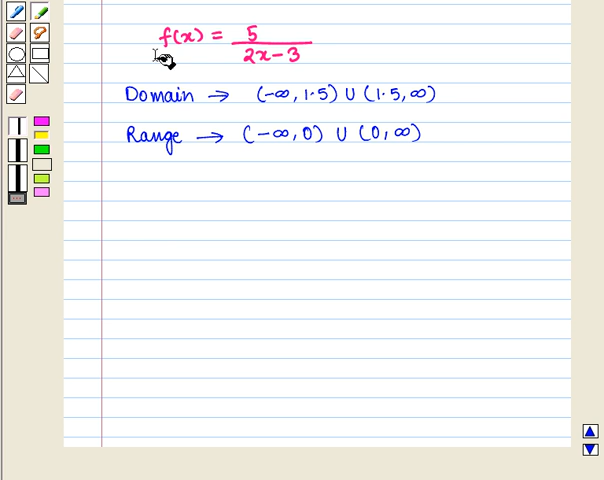 f(x) = 5 / 2x-3
Domain → (-∞, 1·5) ∪ (1·5, ∞)
Range → (-∞, 0) ∪ (0, ∞)